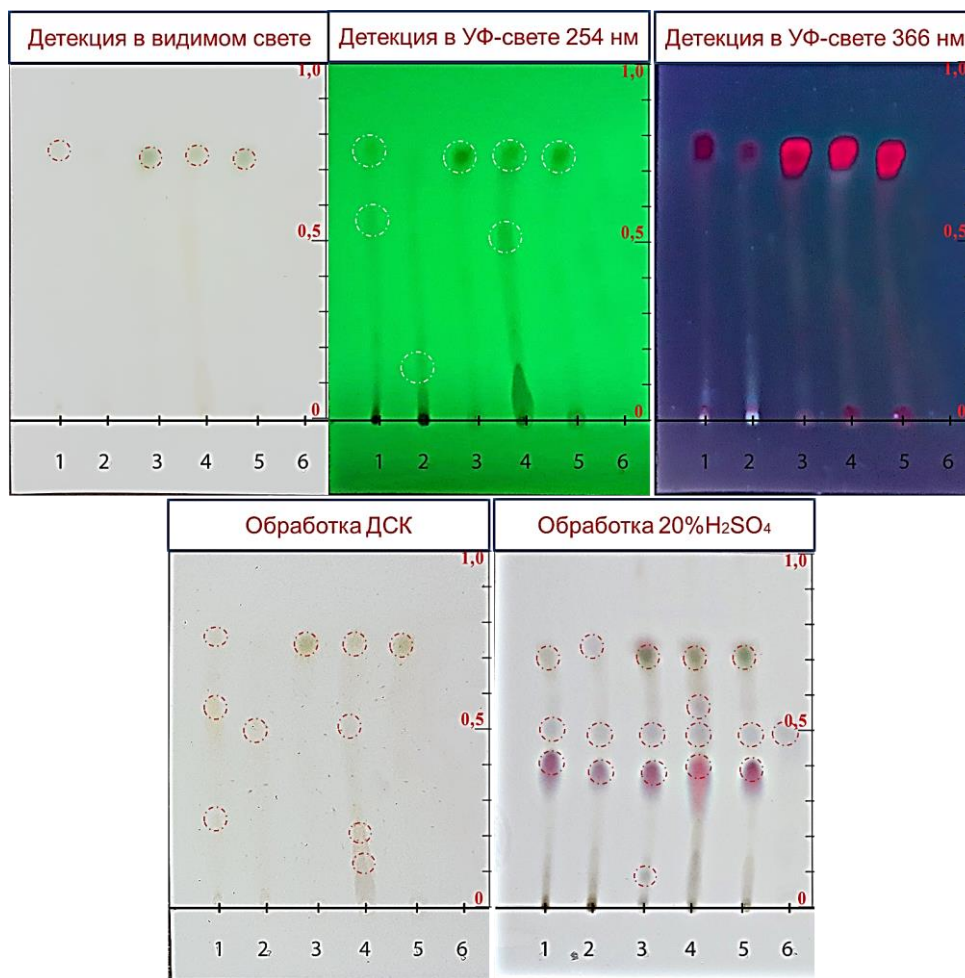 Детекция в видимом свете
Детекция в УФ-свете 254 нм
Детекция в УФ-свете 366 нм
1,0
0,5
0
1 2 3 4 5 6
1,0
0,5
0
1 2 3 4 5 6
1,0
0,5
0
1 2 3 4 5 6
Обработка ДСК
Обработка 20%H₂SO₄
1,0
0,5
0
1 2 3 4 5 6
1,0
0,5
0
1 2 3 4 5 6